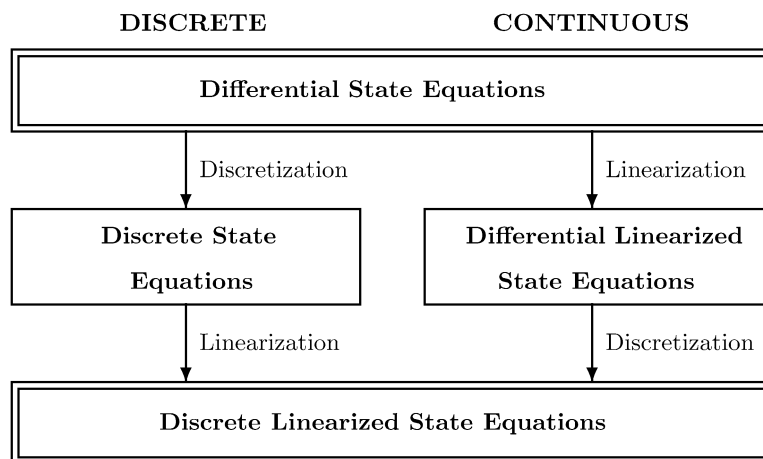 DISCRETE CONTINUOUS
Differential State Equations
Discretization Linearization
Discrete State Differential Linearized
Equations State Equations
Linearization Discretization
Discrete Linearized State Equations